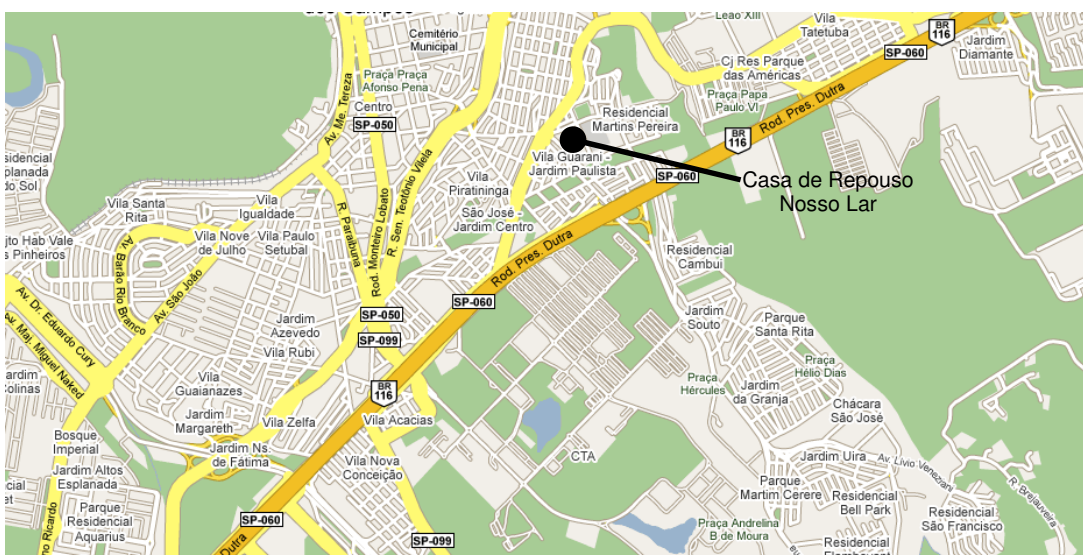 Cemitério
Municipal
Leão XIII
Vila
Tatetuba
BR
116
SP-060
Jardim
Diamante
Praça Praça
Afonso Pena
Cj Res Parque
das Américas
Praça Papa
Paulo VI
Av. Me. Tereza
Centro
SP-050
Residencial
Martins Pereira
Rod. Pres. Dutra
BR
116
Vila Guarani -
Jardim Paulista
SP-060
Casa de Repouso
Nosso Lar
Vila
Piratininga
São José -
Jardim Centro
R. Sen. Teotônio Vilela
Rod. Monteiro Lobato
R. Paraibuna
Vila Santa
Rita
Vila
Igualdade
Vila Nove
de Julho
Vila Paulo
Setubal
Av. Barão Rio Branco
Av. São João
Av. Dr. Eduardo Cury
Maj. Miguel Naked
Rod. Pres. Dutra
Residencial
Cambui
SP-060
SP-050
SP-099
Jardim
Azevedo
Vila Rubi
Jardim
Souto
Parque
Santa Rita
Praça
Hélio Dias
Praça
Hércules
Jardim
da Granja
Chácara
São José
Vila
Guaianazes
Jardim
Margareth
BR
116
Vila Zelfa
Vila Acacias
Bosque
Imperial
Jardim Ns.
de Fátima
Vila Nova
Conceição
CTA
Jardim Uira
Av. Lívio Veneziani
R. Brejauveira
Jardim Altos
Esplanada
Parque
Martim Cerere
Residencial
Bell Park
Residencial
São Francisco
Parque
Residencial
Aquarius
SP-060
Dutra
SP-099
Praça Andrelina
B de Moura
Residencial